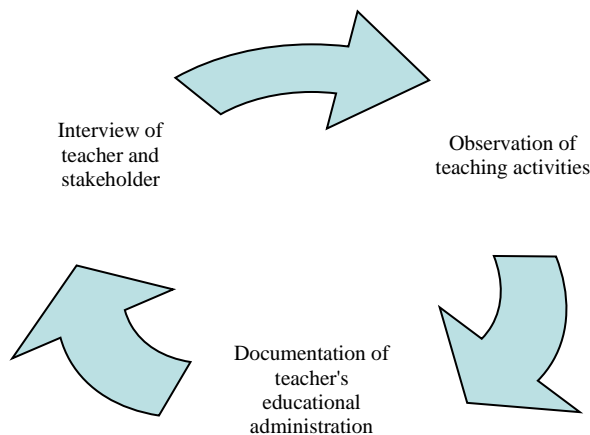 Interview of
teacher and
stakeholder
Observation of
teaching activities
Documentation of
teacher's
educational
administration